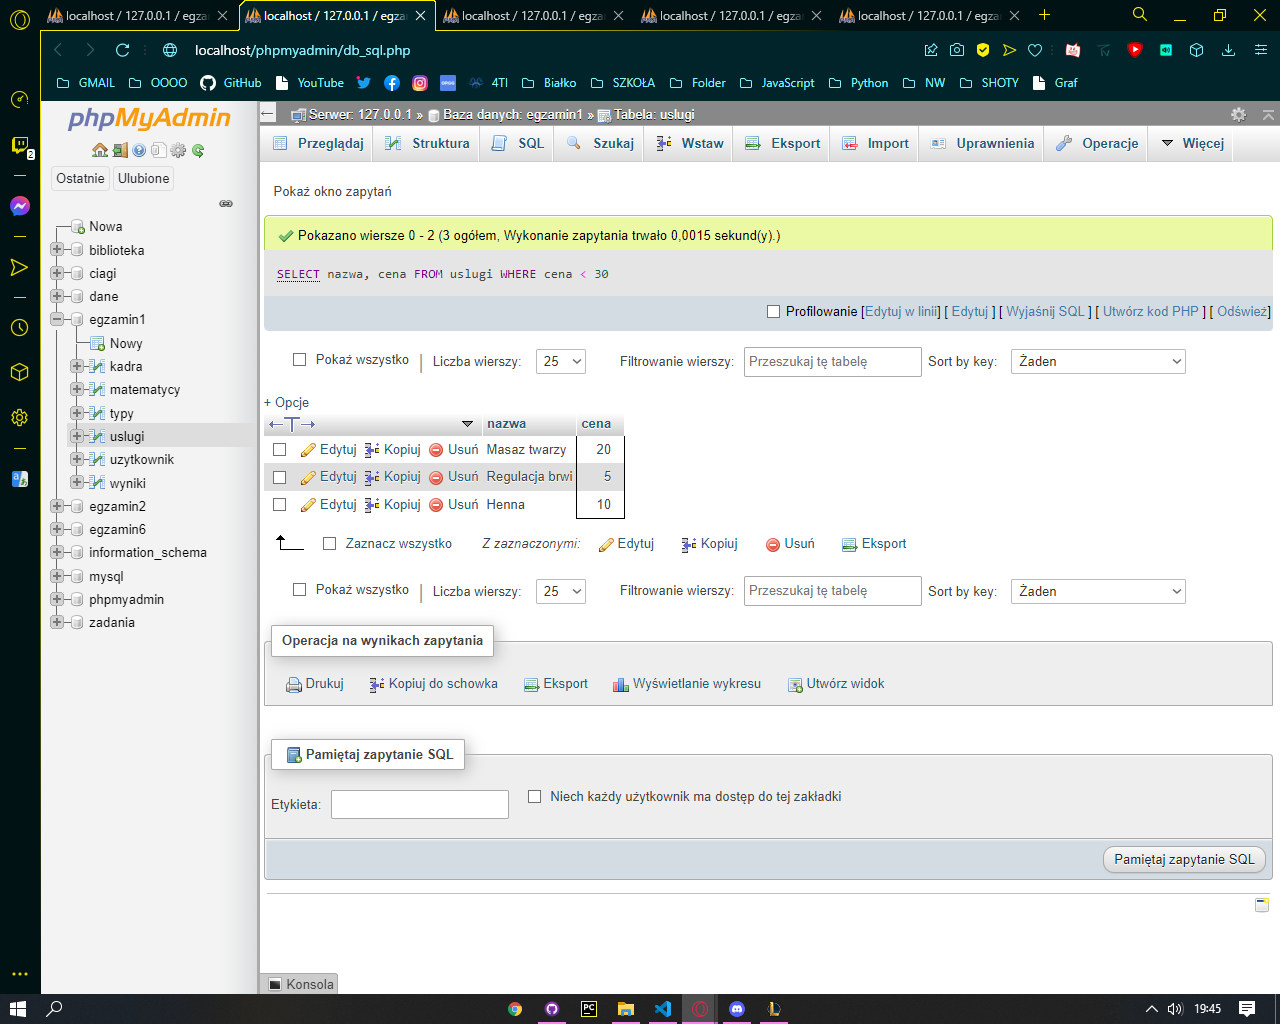 localhost / 127.0.0.1 / egza
localhost / 127.0.0.1 / egza
localhost / 127.0.0.1 / egza
localhost / 127.0.0.1 / egza
localhost / 127.0.0.1 / egza
localhost/phpmyadmin/db_sql.php
GMAIL
OOOO
GitHub
YouTube
4TI
Białko
SZKOŁA
Folder
JavaScript
Python
NW
SHOTY
Graf
2
phpMyAdmin
Ostatnie
Ulubione
Nowa
biblioteka
ciagi
dane
egzamin1
Nowy
kadra
matematycy
typy
uslugi
uzytkownik
wyniki
egzamin2
egzamin6
information_schema
mysql
phpmyadmin
zadania
Serwer: 127.0.0.1 » Baza danych: egzamin1 » Tabela: uslugi
Przeglądaj
Struktura
SQL
Szukaj
Wstaw
Eksport
Import
Uprawnienia
Operacje
Więcej
Pokaż okno zapytań
Pokazano wiersze 0 - 2 (3 ogółem, Wykonanie zapytania trwało 0,0015 sekund(y).)
SELECT nazwa, cena FROM uslugi WHERE cena < 30
Profilowanie [Edytuj w linii] [ Edytuj ] [ Wyjaśnij SQL ] [ Utwórz kod PHP ] [ Odśwież]
Pokaż wszystko | Liczba wierszy: 25 Filtrowanie wierszy: Przeszukaj tę tabelę Sort by key: Żaden
+ Opcje
←T→ nazwa cena
Edytuj Kopiuj Usuń Masaz twarzy 20
Edytuj Kopiuj Usuń Regulacja brwi 5
Edytuj Kopiuj Usuń Henna 10
Zaznacz wszystko Z zaznaczonymi: Edytuj Kopiuj Usuń Eksport
Pokaż wszystko | Liczba wierszy: 25 Filtrowanie wierszy: Przeszukaj tę tabelę Sort by key: Żaden
Operacja na wynikach zapytania
Drukuj Kopiuj do schowka Eksport Wyświetlanie wykresu Utwórz widok
Pamiętaj zapytanie SQL
Etykieta: Niech każdy użytkownik ma dostęp do tej zakładki
Pamiętaj zapytanie SQL
Konsola
PC
19:45